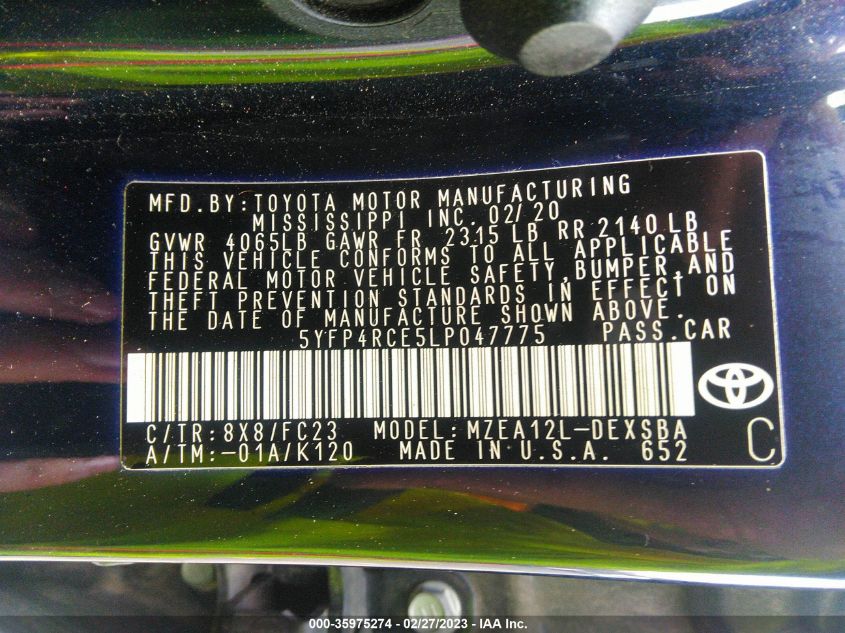 MFD.BY:TOYOTA MOTOR MANUFACTURING
MISSISSIPPI INC. 02/20
GVWR 4065LB GAWR FR 2315 LB RR 2140 LB
THIS VEHICLE CONFORMS TO ALL APPLICABLE
FEDERAL MOTOR VEHICLE SAFETY,BUMPER,AND
THEFT PREVENTION STANDARDS IN EFFECT ON
THE DATE OF MANUFACTURE SHOWN ABOVE.
5YFP4RCE5LP047775 PASS.CAR
C/TR:8X8/FC23 MODEL:MZEA12L-DEXSBA
A/TM:-01A/K120 MADE IN U.S.A. 652 C
000-35975274 / 02/27/2023 / IAA Inc.